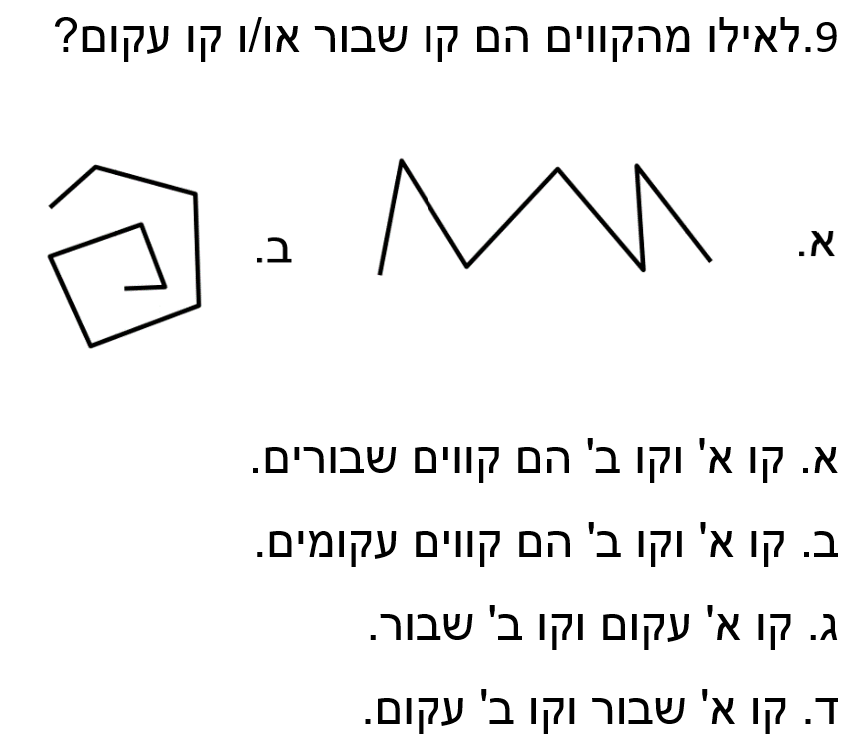 9.לאילו מהקווים הם קו שבור או/ו קו עקום?
א.
ב.
א. קו א' וקו ב' הם קווים שבורים.
ב. קו א' וקו ב' הם קווים עקומים.
ג. קו א' עקום וקו ב' שבור.
ד. קו א' שבור וקו ב' עקום.